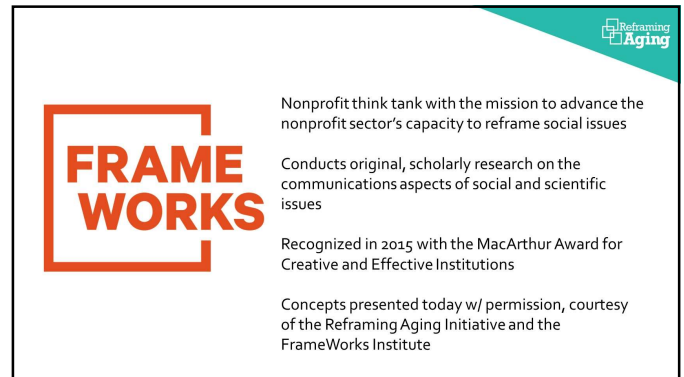 Reframing
Aging
FRAME
WORKS
Nonprofit think tank with the mission to advance the
nonprofit sector's capacity to reframe social issues
Conducts original, scholarly research on the
communications aspects of social and scientific
issues
Recognized in 2015 with the MacArthur Award for
Creative and Effective Institutions
Concepts presented today w/ permission, courtesy
of the Reframing Aging Initiative and the
FrameWorks Institute